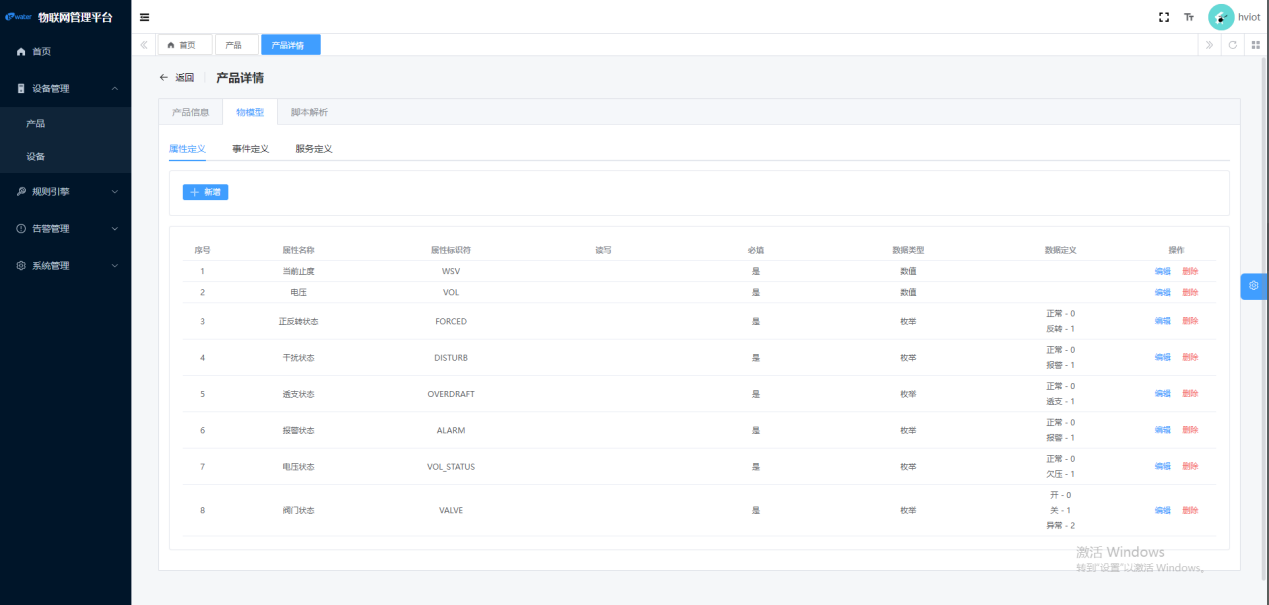 water 物联网管理平台
hviot
首页
设备管理
产品
设备
规则引擎
告警管理
系统管理
首页 产品 产品详情
返回 产品详情
产品信息 物模型 脚本解析
属性定义 事件定义 服务定义
新增
序号 属性名称 属性标识符 读写 必填 数据类型 数据定义 操作
1 当前止度 WSV 是 数值 编辑 删除
2 电压 VOL 是 数值 编辑 删除
3 正反转状态 FORCED 是 枚举 正常 - 0 编辑 删除
反转 - 1
4 干扰状态 DISTURB 是 枚举 正常 - 0 编辑 删除
报警 - 1
5 透支状态 OVERDRAFT 是 枚举 正常 - 0 编辑 删除
透支 - 1
6 报警状态 ALARM 是 枚举 正常 - 0 编辑 删除
报警 - 1
7 电压状态 VOL_STATUS 是 枚举 正常 - 0 编辑 删除
欠压 - 1
8 阀门状态 VALVE 是 枚举 开 - 0 编辑 删除
关 - 1
异常 - 2
激活 Windows
转到"设置"以激活 Windows。